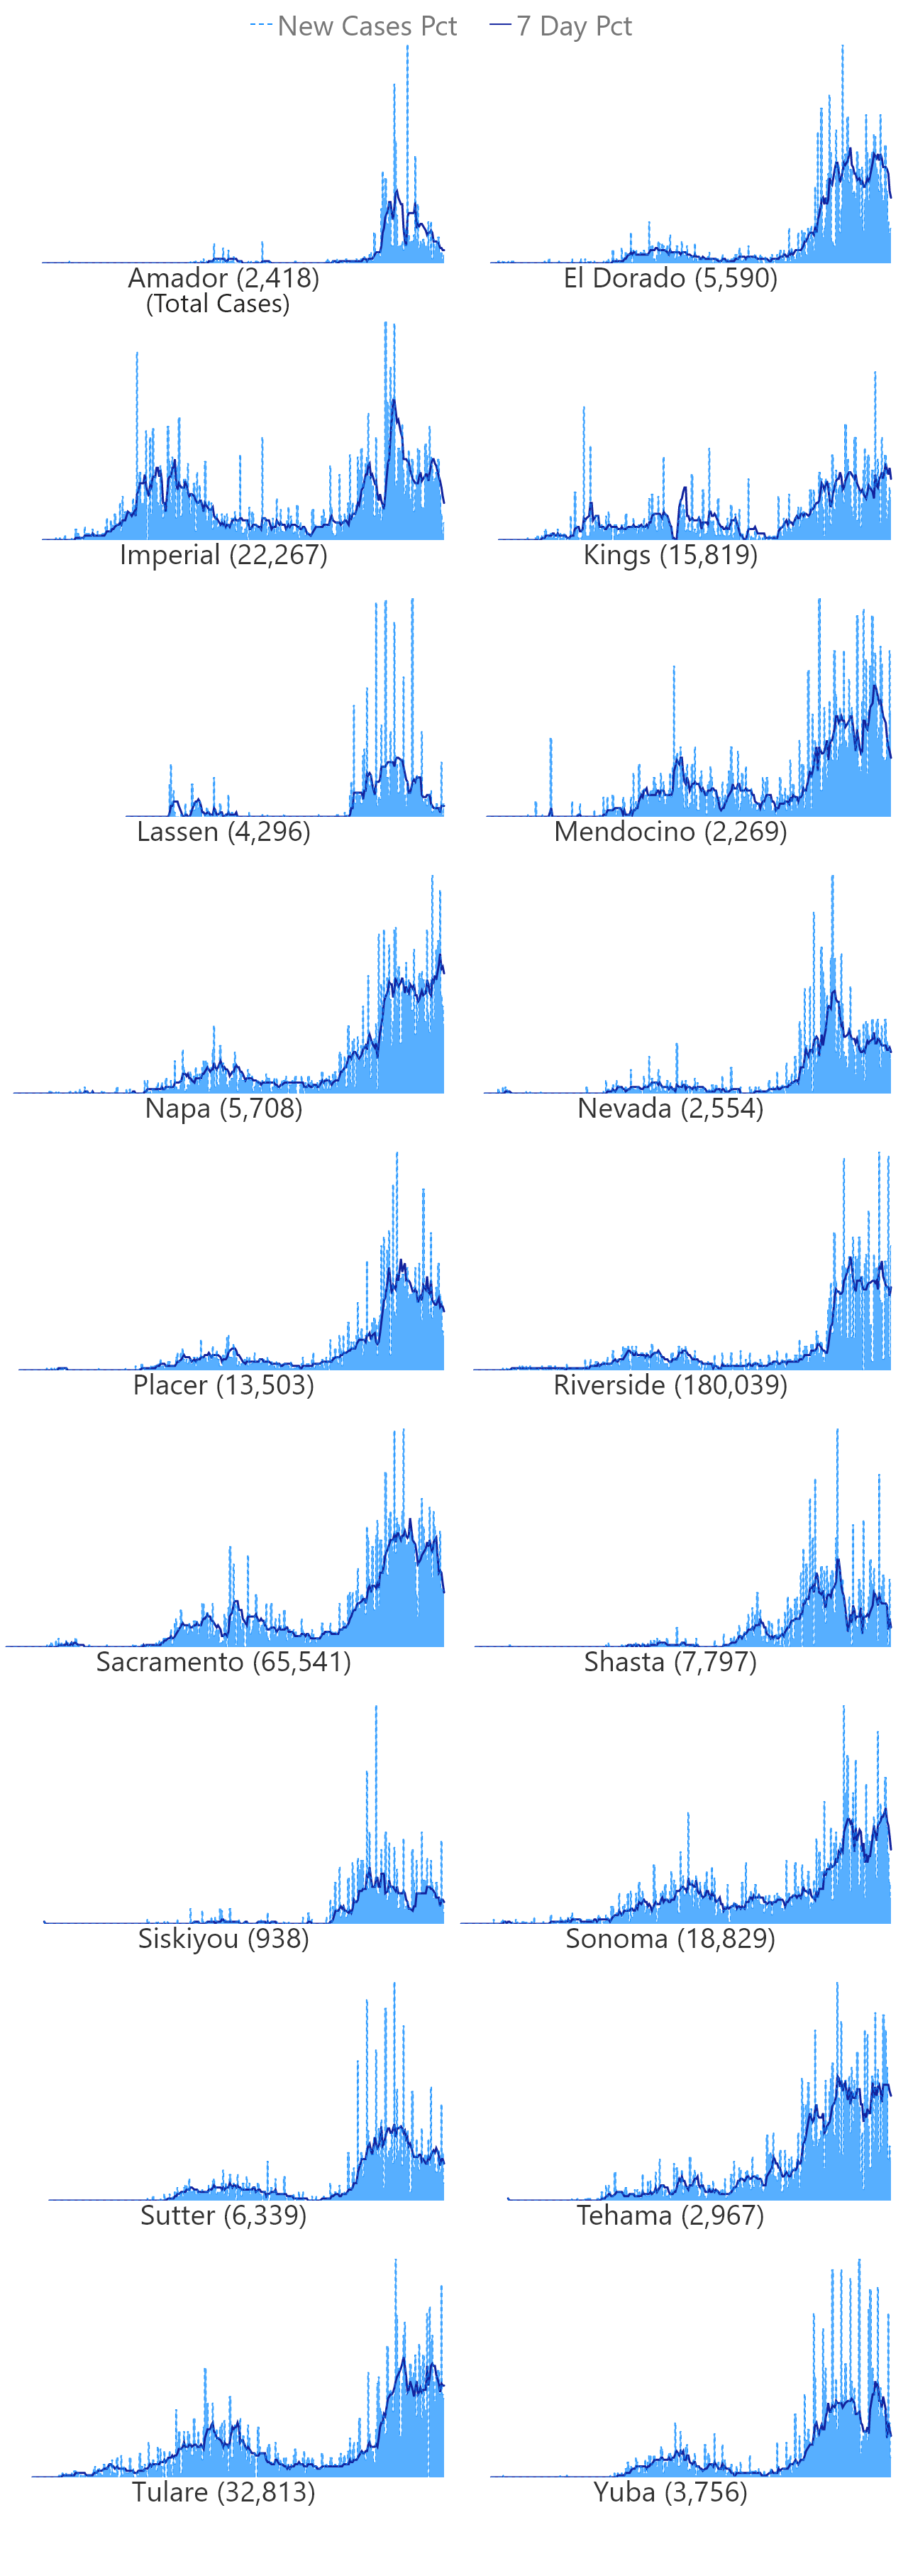 New Cases Pct 7 Day Pct
Amador (2,418)
(Total Cases)
El Dorado (5,590)
Imperial (22,267)
Kings (15,819)
Lassen (4,296)
Mendocino (2,269)
Napa (5,708)
Nevada (2,554)
Placer (13,503)
Riverside (180,039)
Sacramento (65,541)
Shasta (7,797)
Siskiyou (938)
Sonoma (18,829)
Sutter (6,339)
Tehama (2,967)
Tulare (32,813)
Yuba (3,756)